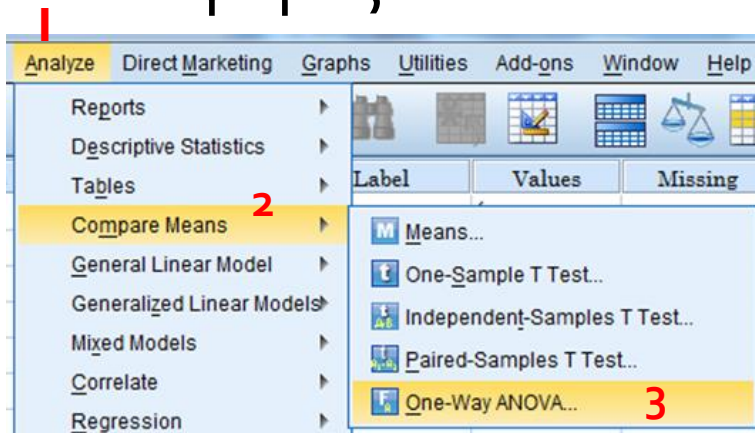 1
Analyze Direct Marketing Graphs Utilities Add-ons Window Help
Reports
Descriptive Statistics
Tables
Label Values Missing
2
Compare Means
Means...
General Linear Model
One-Sample T Test...
Generalized Linear Models
Independent-Samples T Test...
Mixed Models
Paired-Samples T Test...
Correlate
One-Way ANOVA... 3
Regression